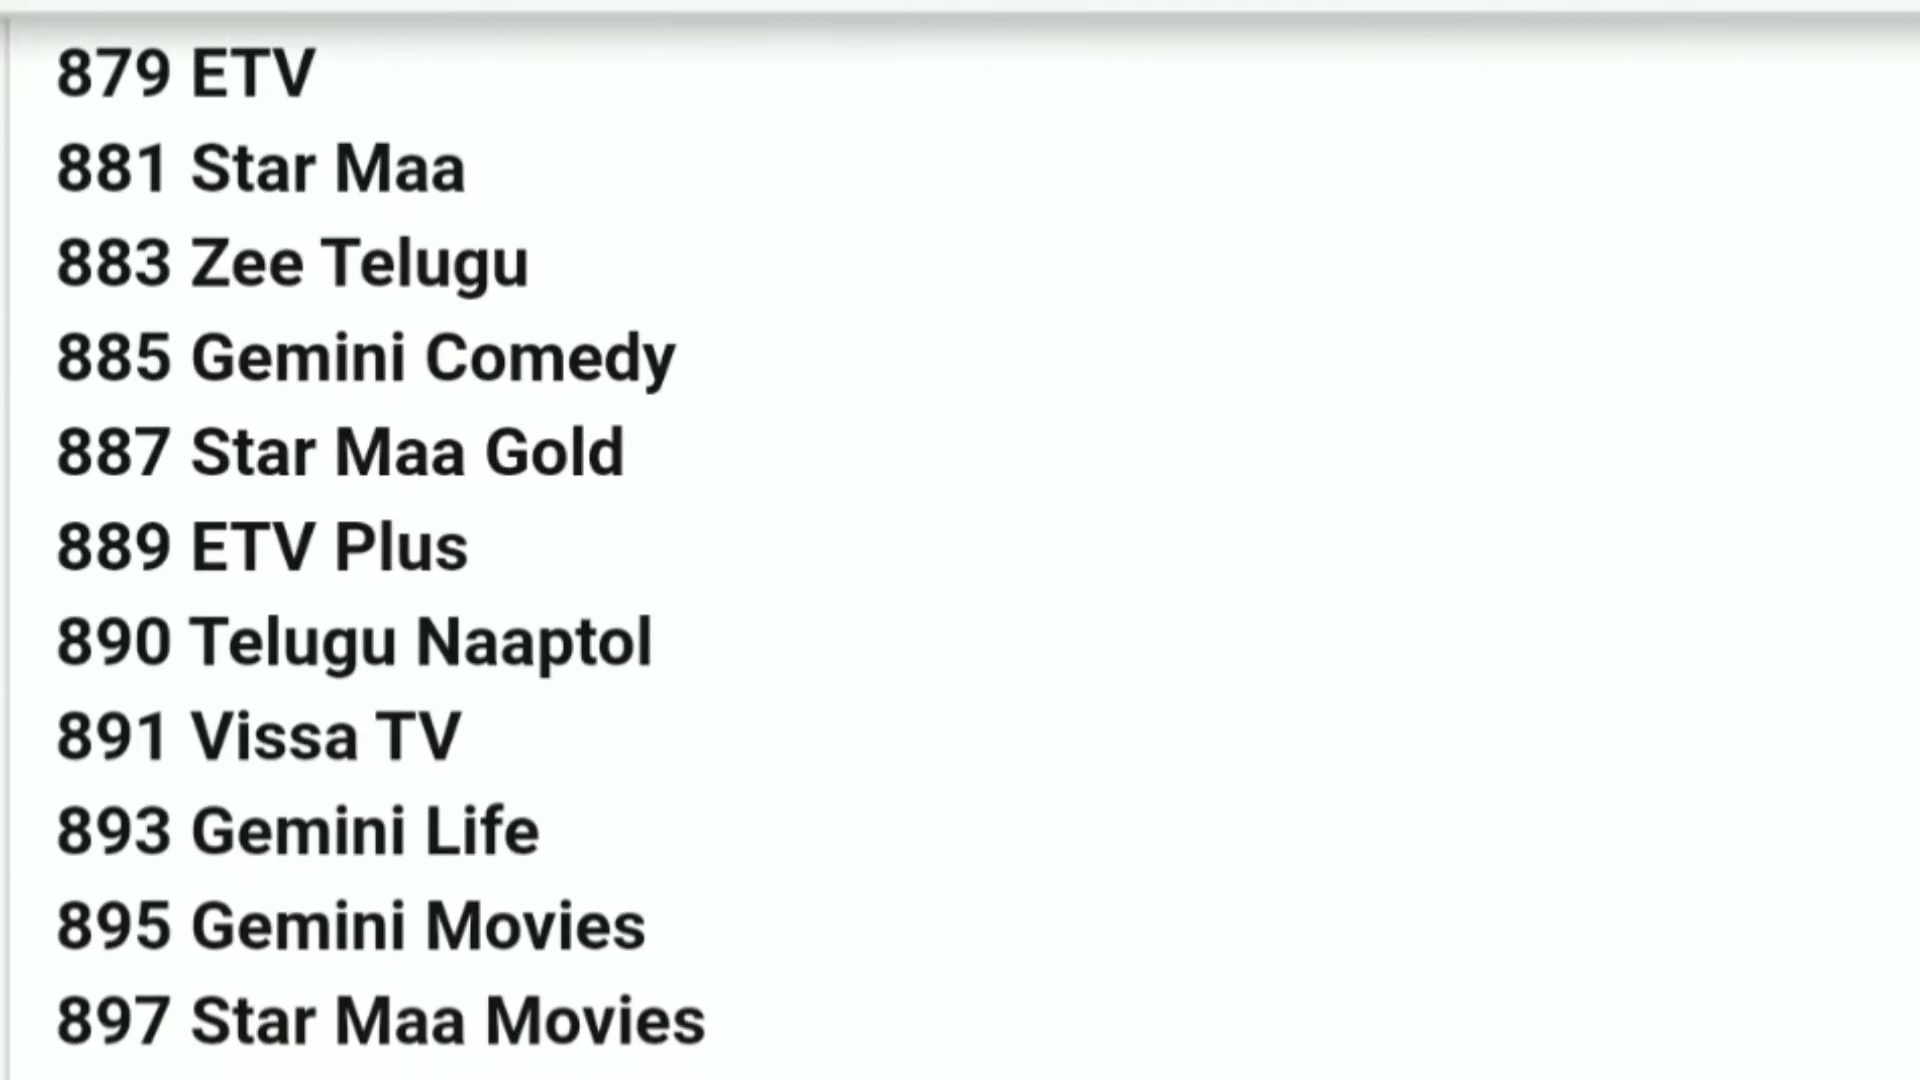 879 ETV
881 Star Maa
883 Zee Telugu
885 Gemini Comedy
887 Star Maa Gold
889 ETV Plus
890 Telugu Naaptol
891 Vissa TV
893 Gemini Life
895 Gemini Movies
897 Star Maa Movies